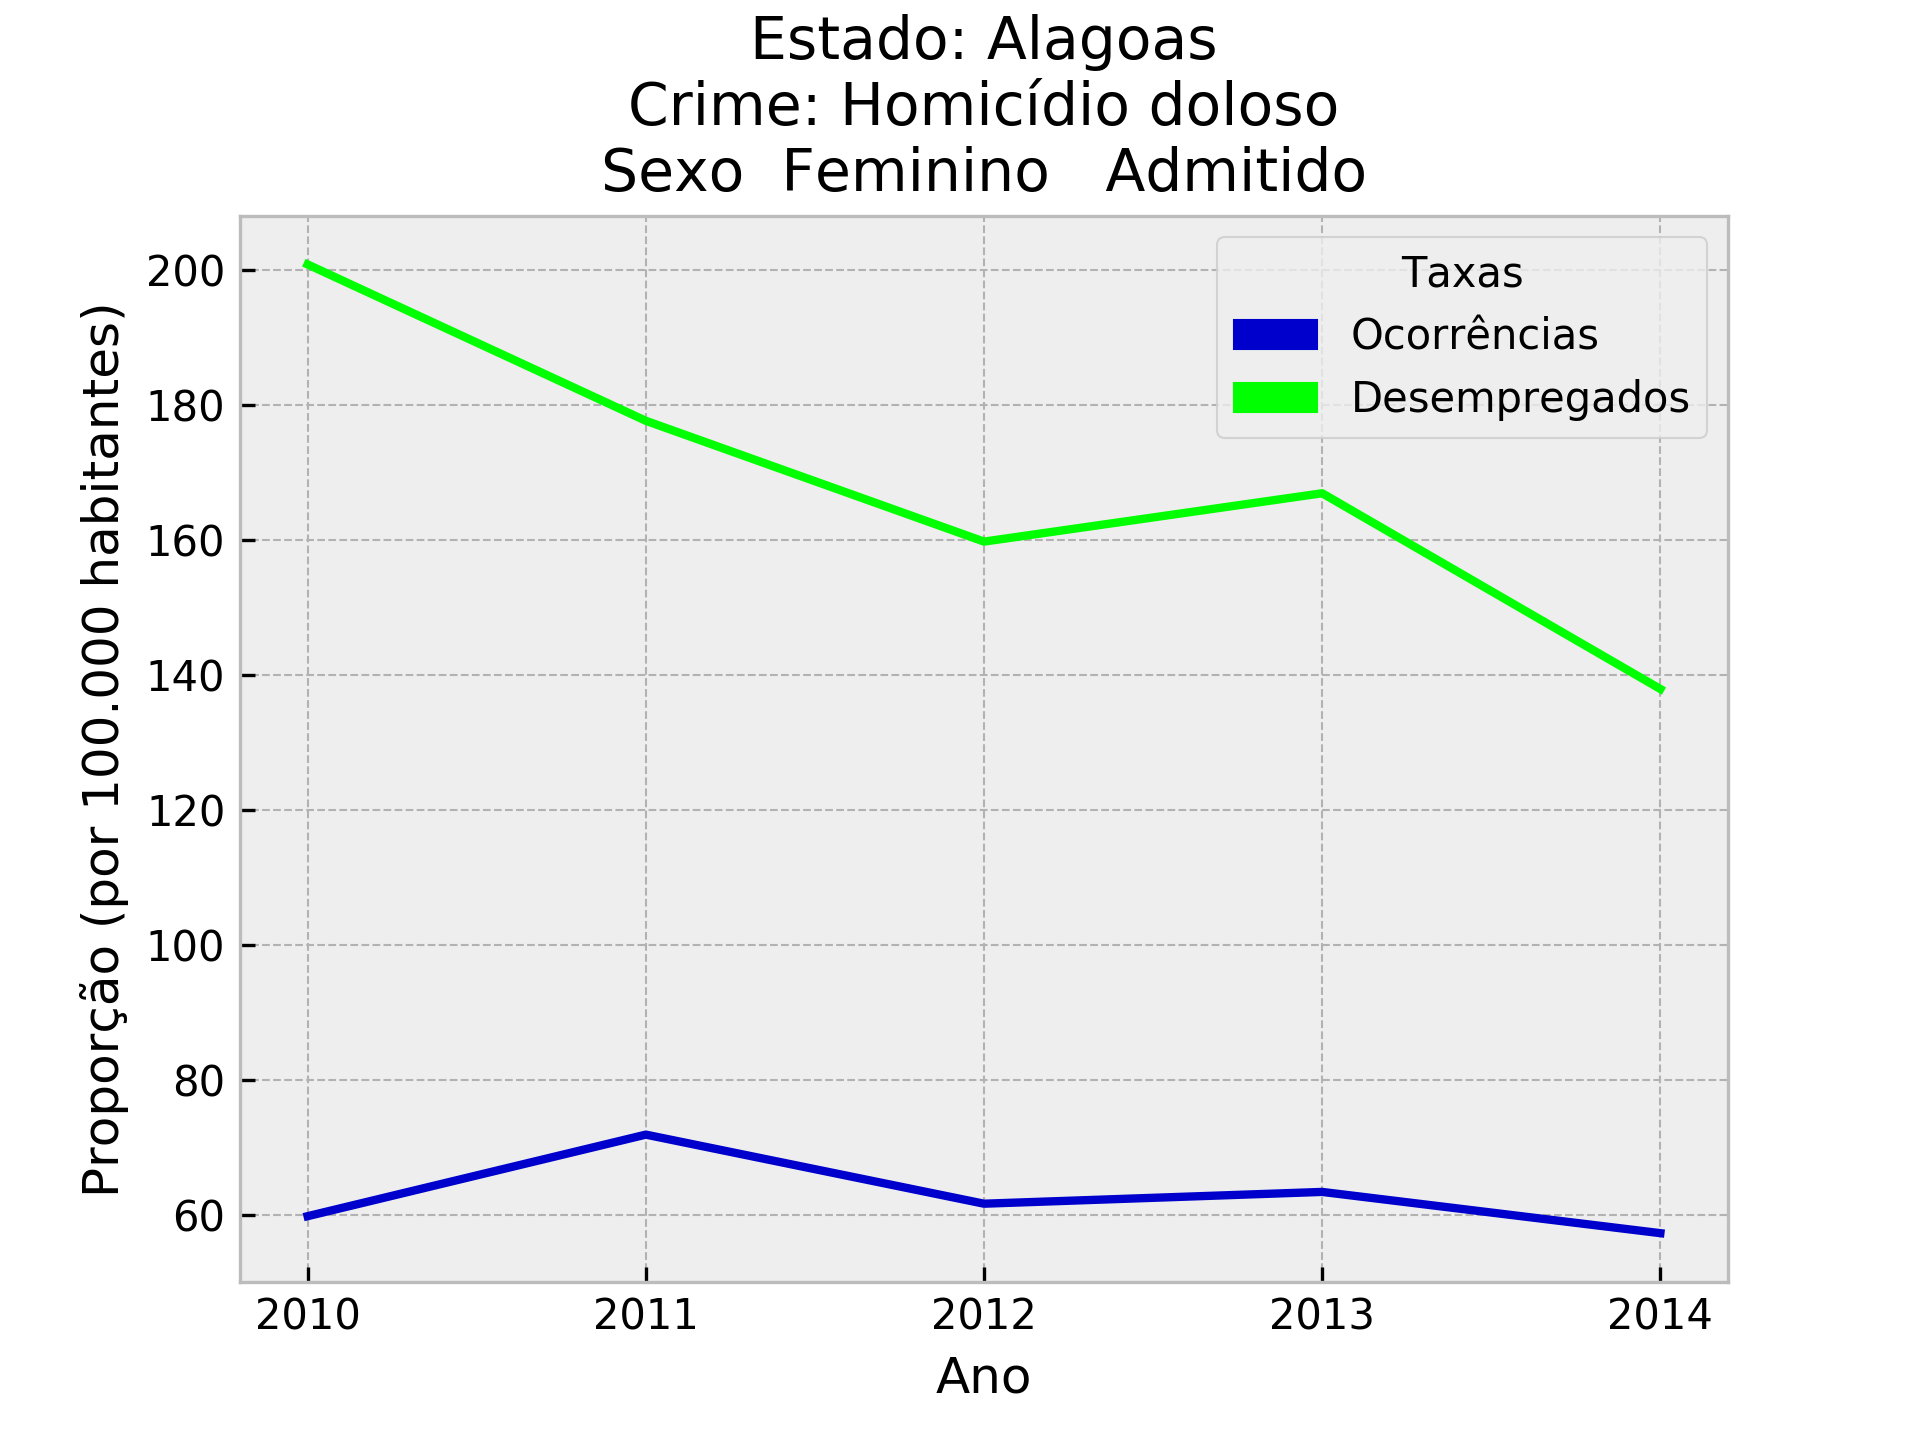 Estado: Alagoas
Crime: Homicídio doloso
Sexo  Feminino   Admitido
Taxas
Ocorrências
Desempregados
Proporção (por 100.000 habitantes)
200
180
160
140
120
100
80
60
2010 2011 2012 2013 2014
Ano